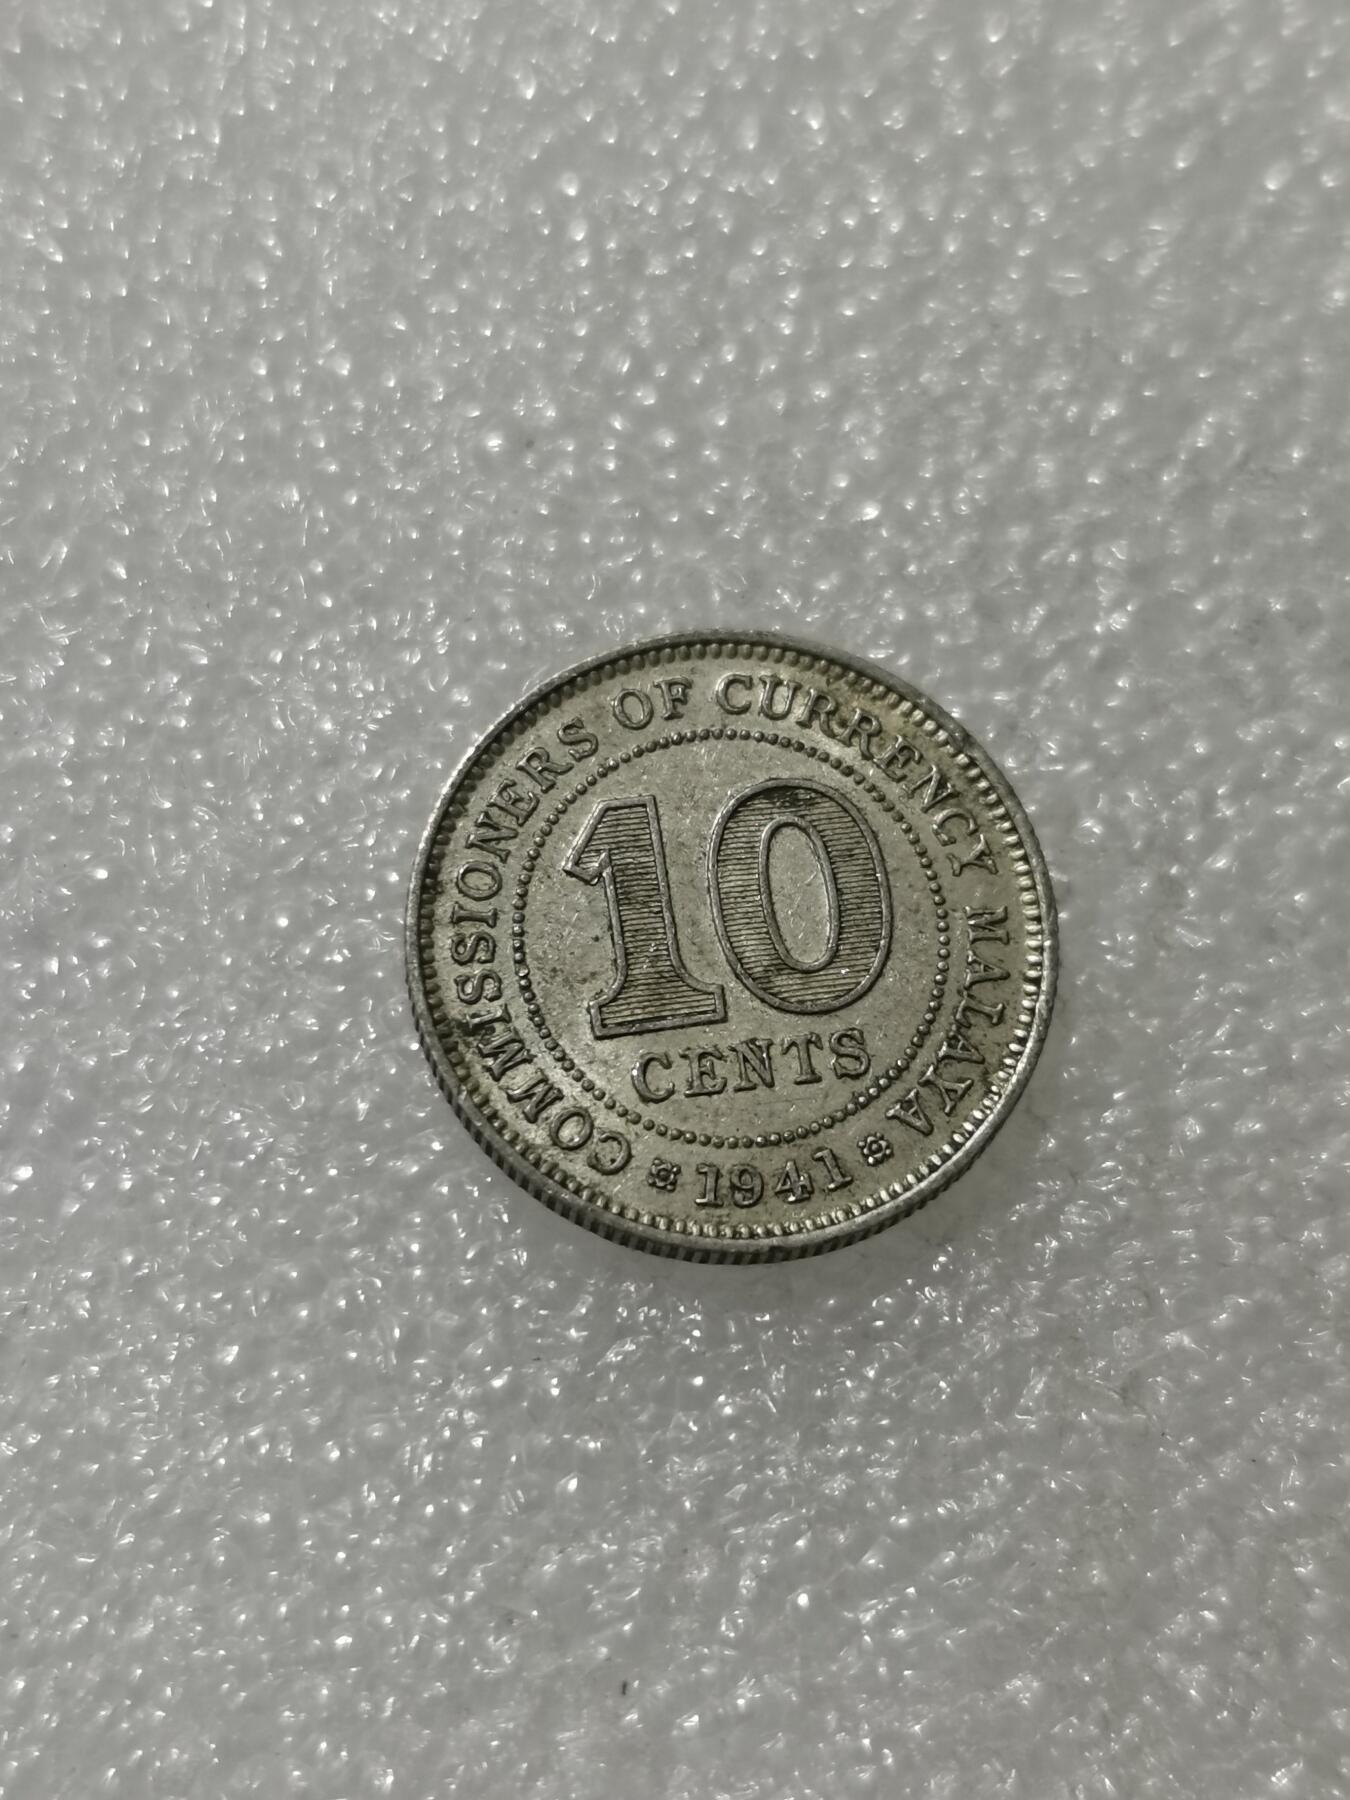 COMMISSIONERS OF CURRENCY MALAYA
10
CENTS
1941